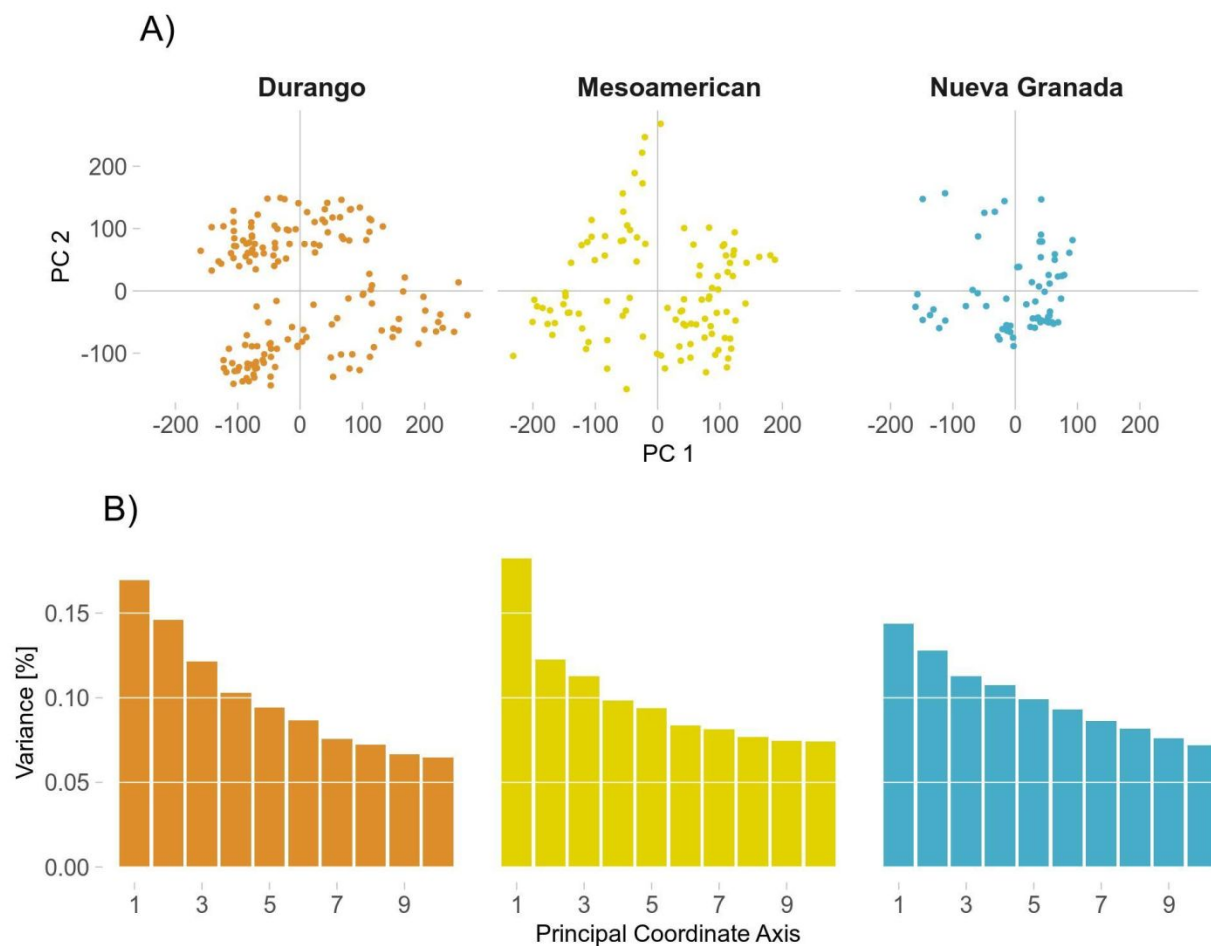 A)
Durango Mesoamerican Nueva Granada
PC 2
200
100
0
-100
-200 -100 0 100 200 -200 -100 0 100 200 -200 -100 0 100 200
PC 1
B)
Variance [%]
0.15
0.10
0.05
0.00
1 3 5 7 9 1 3 5 7 9 1 3 5 7 9
Principal Coordinate Axis